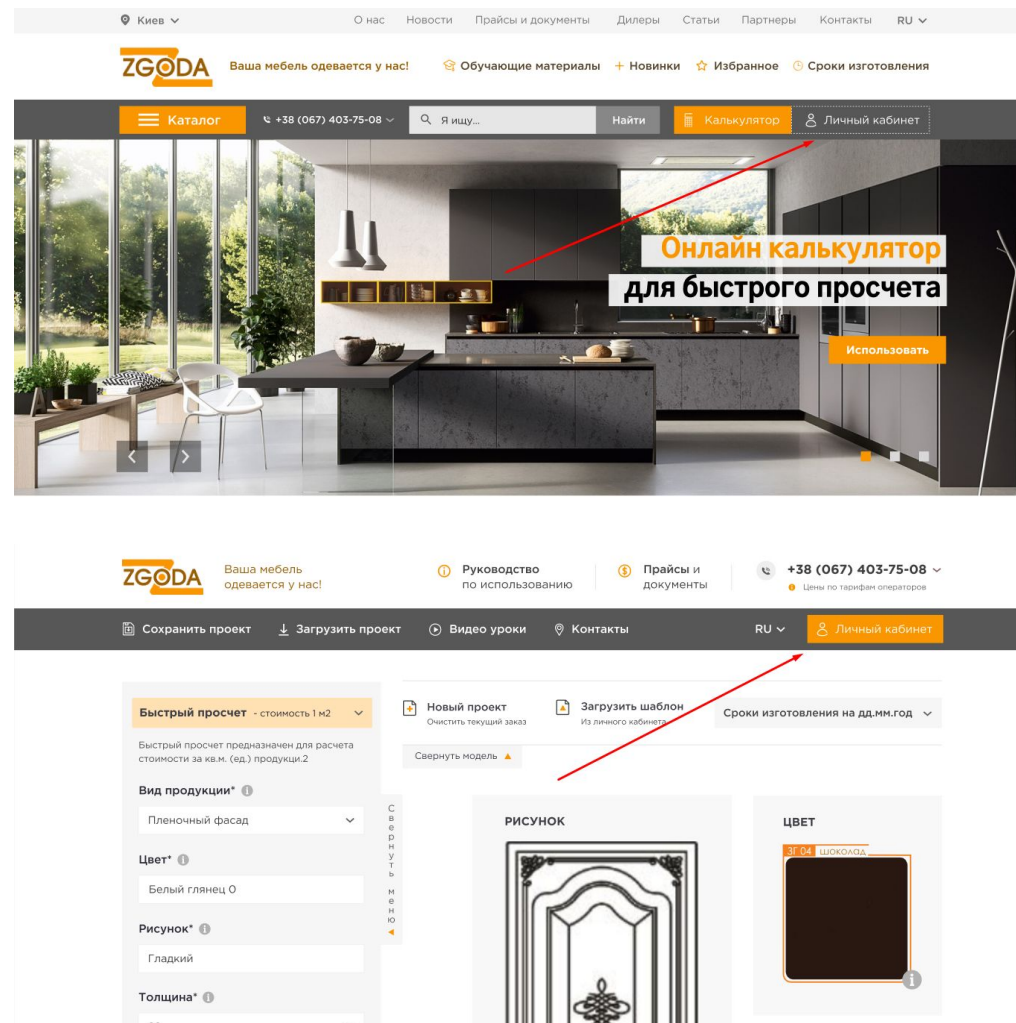 Киев
О нас Новости Прайсы и документы Дилеры Статьи Партнеры Контакты RU
ZGODA
Ваша мебель одевается у нас!
Обучающие материалы + Новинки Избранное Сроки изготовления
Каталог
+38 (067) 403-75-08
Я ищу...
Найти
Калькулятор
Личный кабинет
Онлайн калькулятор
для быстрого просчета
Использовать
ZGODA
Ваша мебель
одевается у нас!
Руководство
по использованию
Прайсы и
документы
+38 (067) 403-75-08
Цены по тарифам операторов
Сохранить проект Загрузить проект Видео уроки Контакты RU Личный кабинет
Быстрый просчет - стоимость 1 м2
Быстрый просчет предназначен для расчета
стоимости за кв.м. (ед.) продукци.2
Вид продукции*
Пленочный фасад
Цвет*
Белый глянец 0
Рисунок*
Гладкий
Толщина*
Свернуть меню
Новый проект
Очистить текущий заказ
Загрузить шаблон
Из личного кабинета
Сроки изготовления на дд.мм.год
Свернуть модель
РИСУНОК
ЦВЕТ
ЗГ 04 шоколад